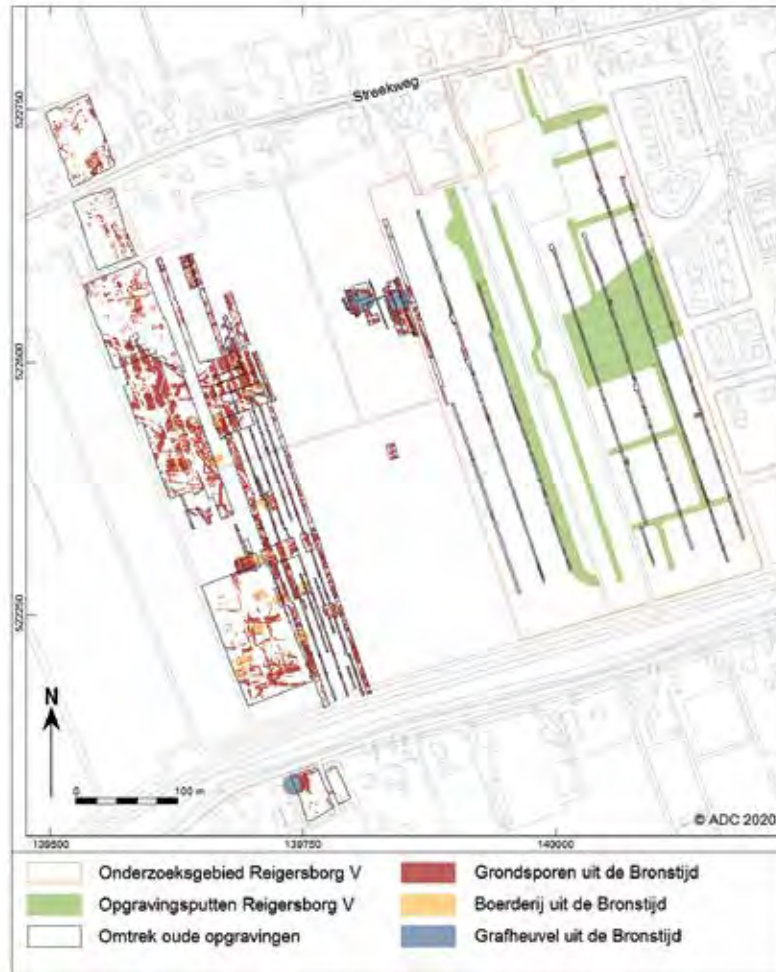 Streekweg
522750
522500
522250
N
0 100 m
© ADC 2020
139500 139750 140000
Onderzoeksgebied Reigersborg V
Opgravingsputten Reigersborg V
Omtrek oude opgravingen
Grondsporen uit de Bronstijd
Boerderij uit de Bronstijd
Grafheuvel uit de Bronstijd